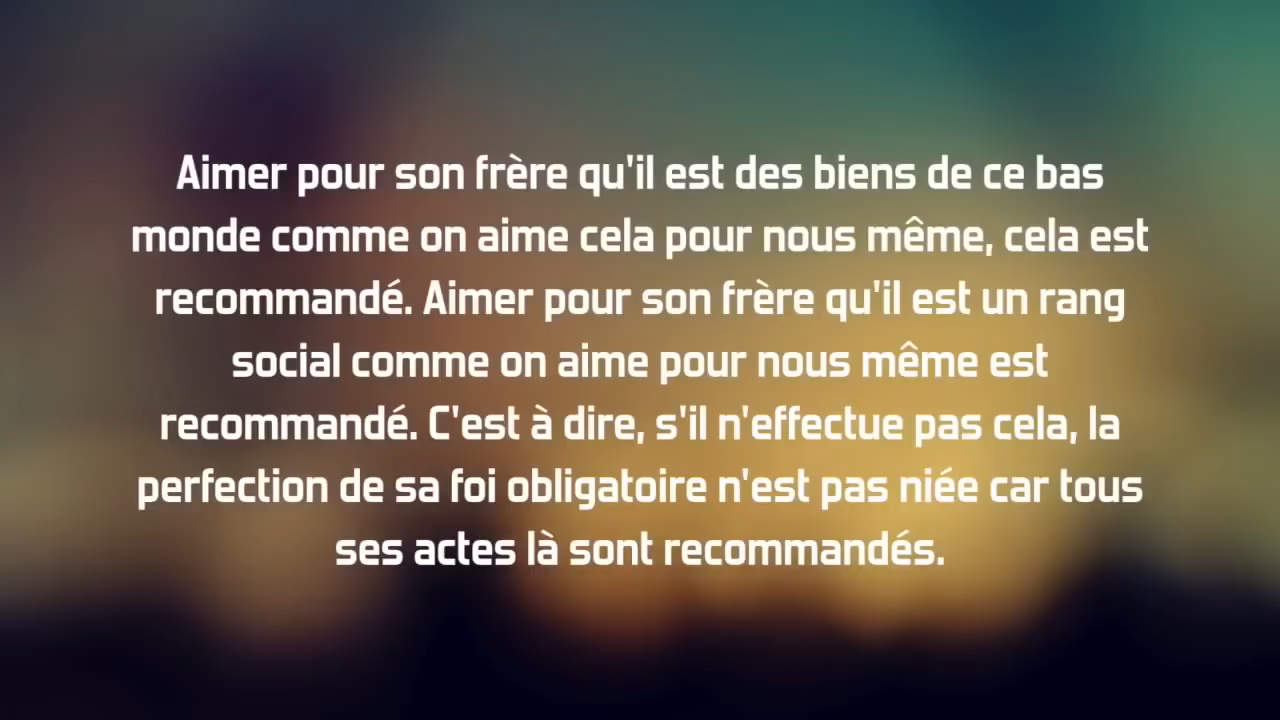 Aimer pour son frère qu'il est des biens de ce bas
monde comme on aime cela pour nous même, cela est
recommandé. Aimer pour son frère qu'il est un rang
social comme on aime pour nous même est
recommandé. C'est à dire, s'il n'effectue pas cela, la
perfection de sa foi obligatoire n'est pas niée car tous
ses actes là sont recommandés.